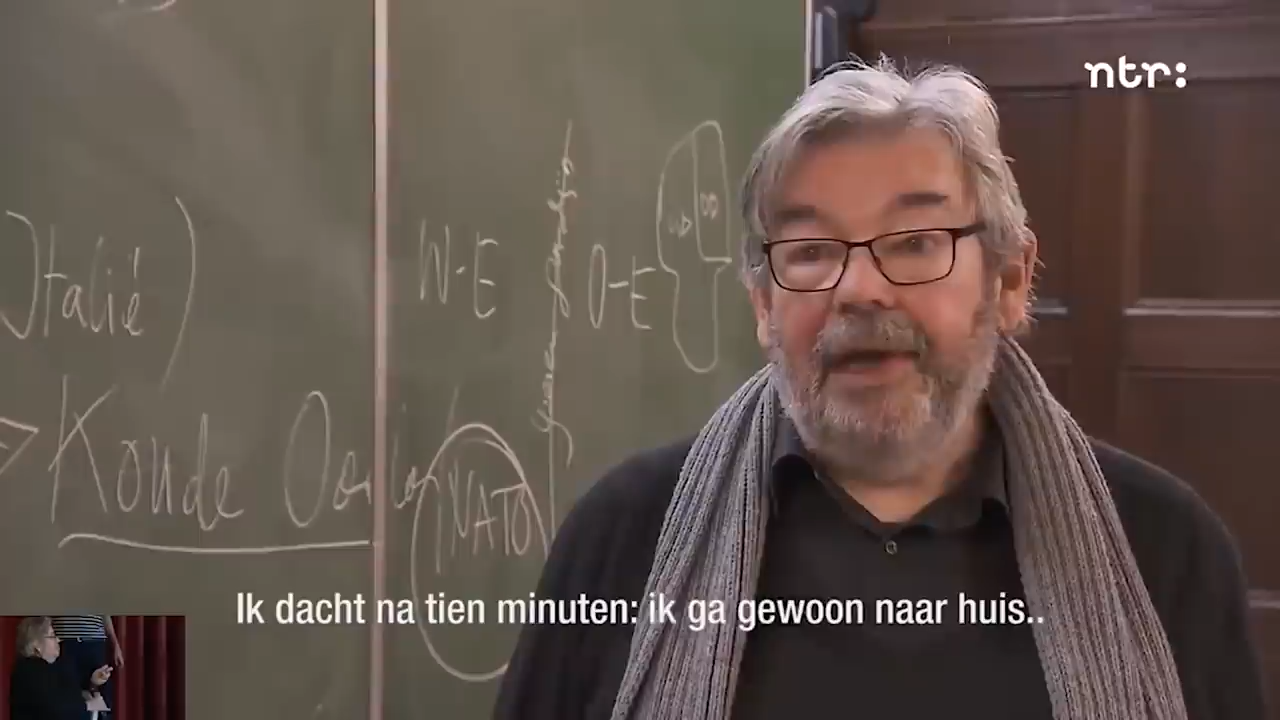 ntr:
Italië)
W-E
O-E
Koude Oorlog
NATO
Ik dacht na tien minuten: ik ga gewoon naar huis..